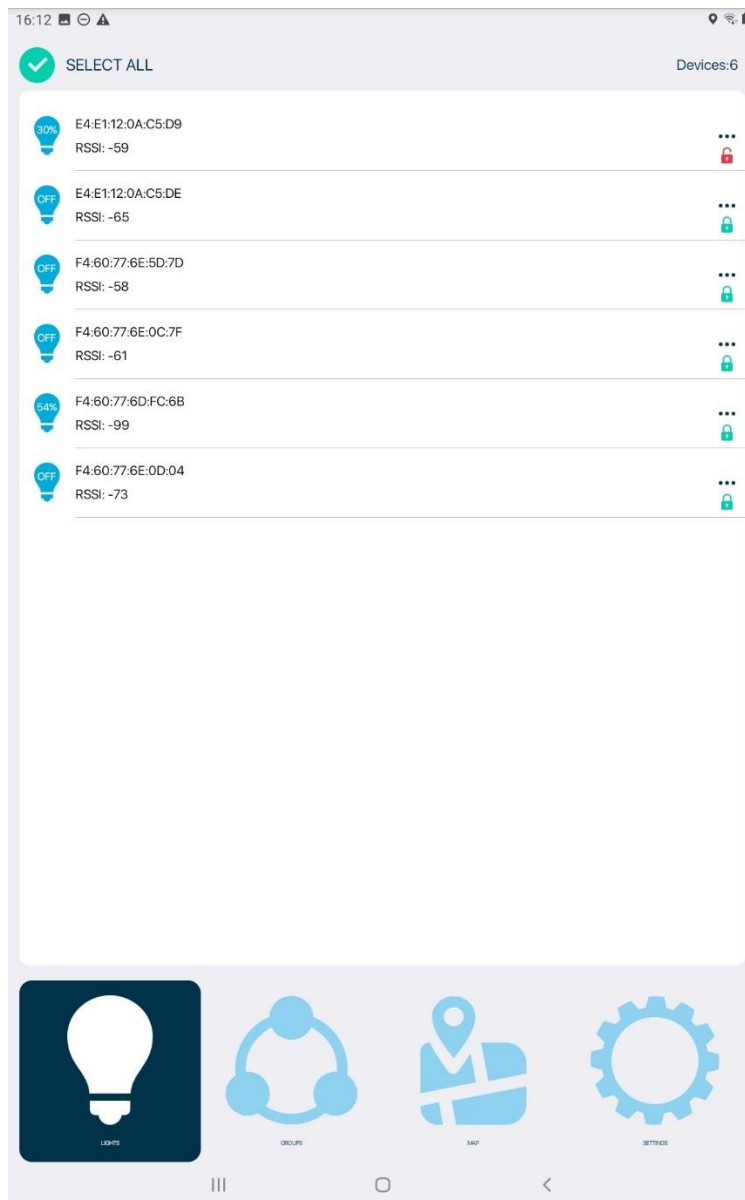 16:12
SELECT ALL
Devices:6
30%
E4:E1:12:0A:C5:D9
RSSI: -59
OFF
E4:E1:12:0A:C5:DE
RSSI: -65
OFF
F4:60:77:6E:5D:7D
RSSI: -58
OFF
F4:60:77:6E:0C:7F
RSSI: -61
54%
F4:60:77:6D:FC:6B
RSSI: -99
OFF
F4:60:77:6E:0D:04
RSSI: -73
LIGHTS
GROUPS
MAP
SETTINGS